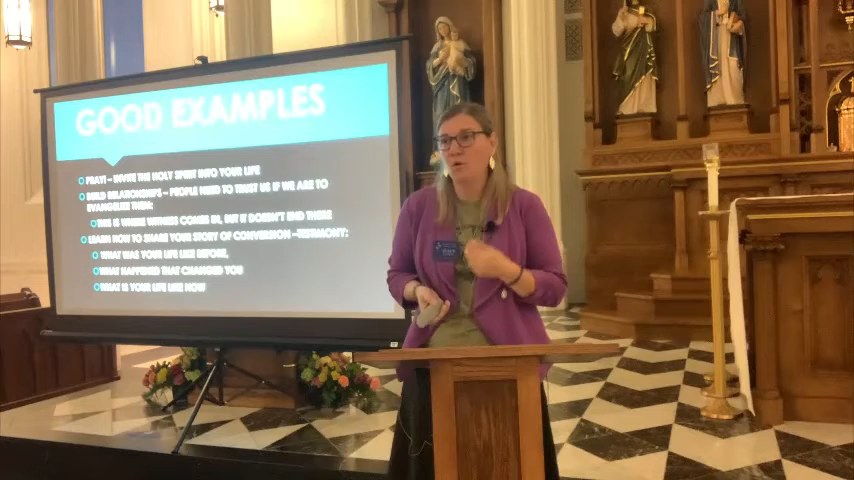 GOOD EXAMPLES
PRAY! – INVITE THE HOLY SPIRIT INTO YOUR LIFE
BUILD RELATIONSHIPS – PEOPLE NEED TO TRUST US IF WE ARE TO
EVANGELIZE THEM:
THIS IS WHERE WITNESS COMES IN, BUT IT DOESN'T END THERE
LEARN HOW TO SHARE YOUR STORY OF CONVERSION –TESTIMONY:
WHAT WAS YOUR LIFE LIKE BEFORE,
WHAT HAPPENED THAT CHANGED YOU
WHAT IS YOUR LIFE LIKE NOW